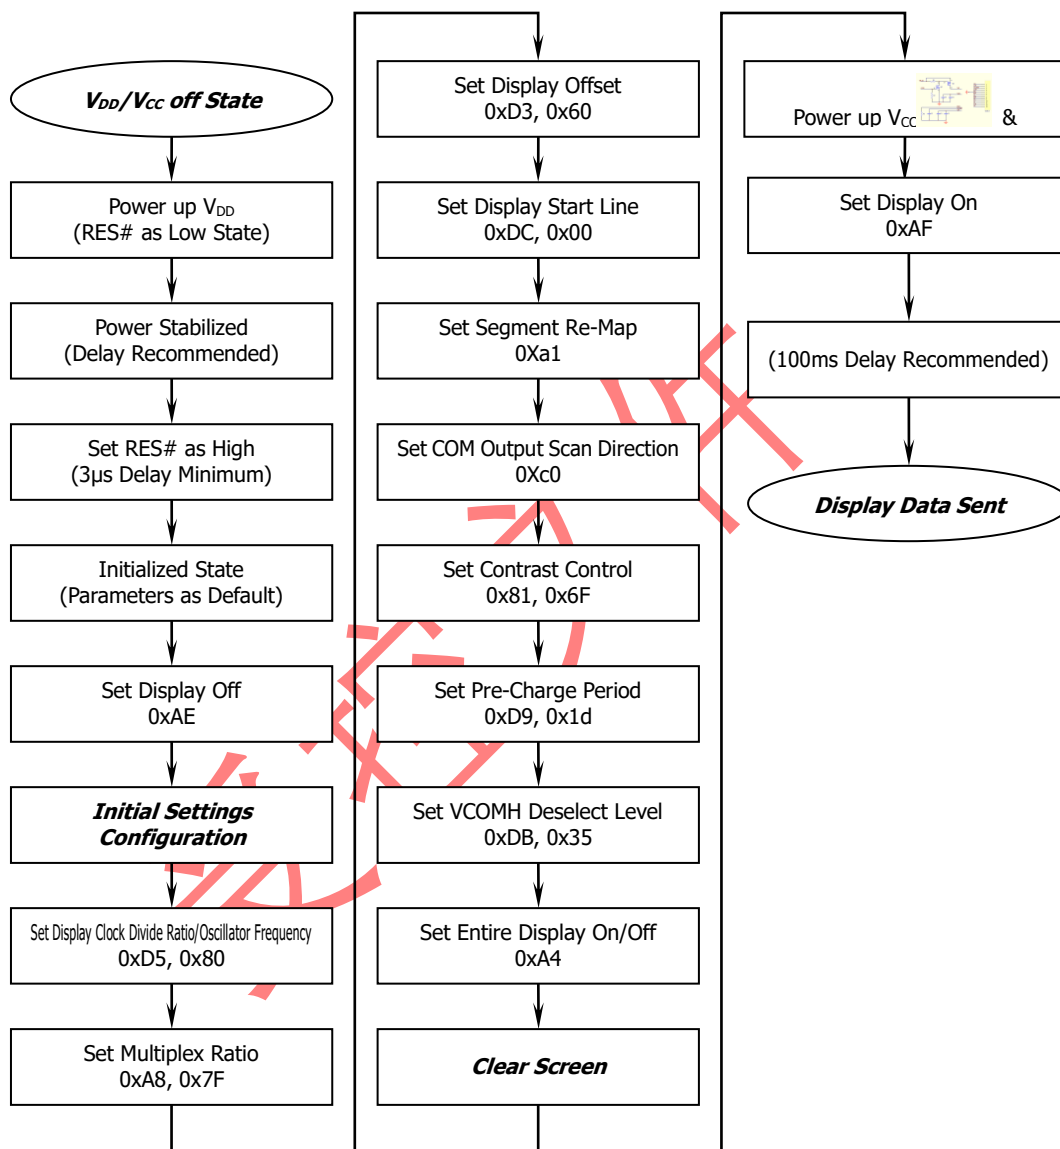 V_DD/V_CC off State
Power up V_DD
(RES# as Low State)
Power Stabilized
(Delay Recommended)
Set RES# as High
(3μs Delay Minimum)
Initialized State
(Parameters as Default)
Set Display Off
0xAE
Initial Settings
Configuration
Set Display Clock Divide Ratio/Oscillator Frequency
0xD5, 0x80
Set Multiplex Ratio
0xA8, 0x7F
Set Display Offset
0xD3, 0x60
Set Display Start Line
0xDC, 0x00
Set Segment Re-Map
0Xa1
Set COM Output Scan Direction
0Xc0
Set Contrast Control
0x81, 0x6F
Set Pre-Charge Period
0xD9, 0x1d
Set VCOMH Deselect Level
0xDB, 0x35
Set Entire Display On/Off
0xA4
Clear Screen
Power up V_CC &
Set Display On
0xAF
(100ms Delay Recommended)
Display Data Sent